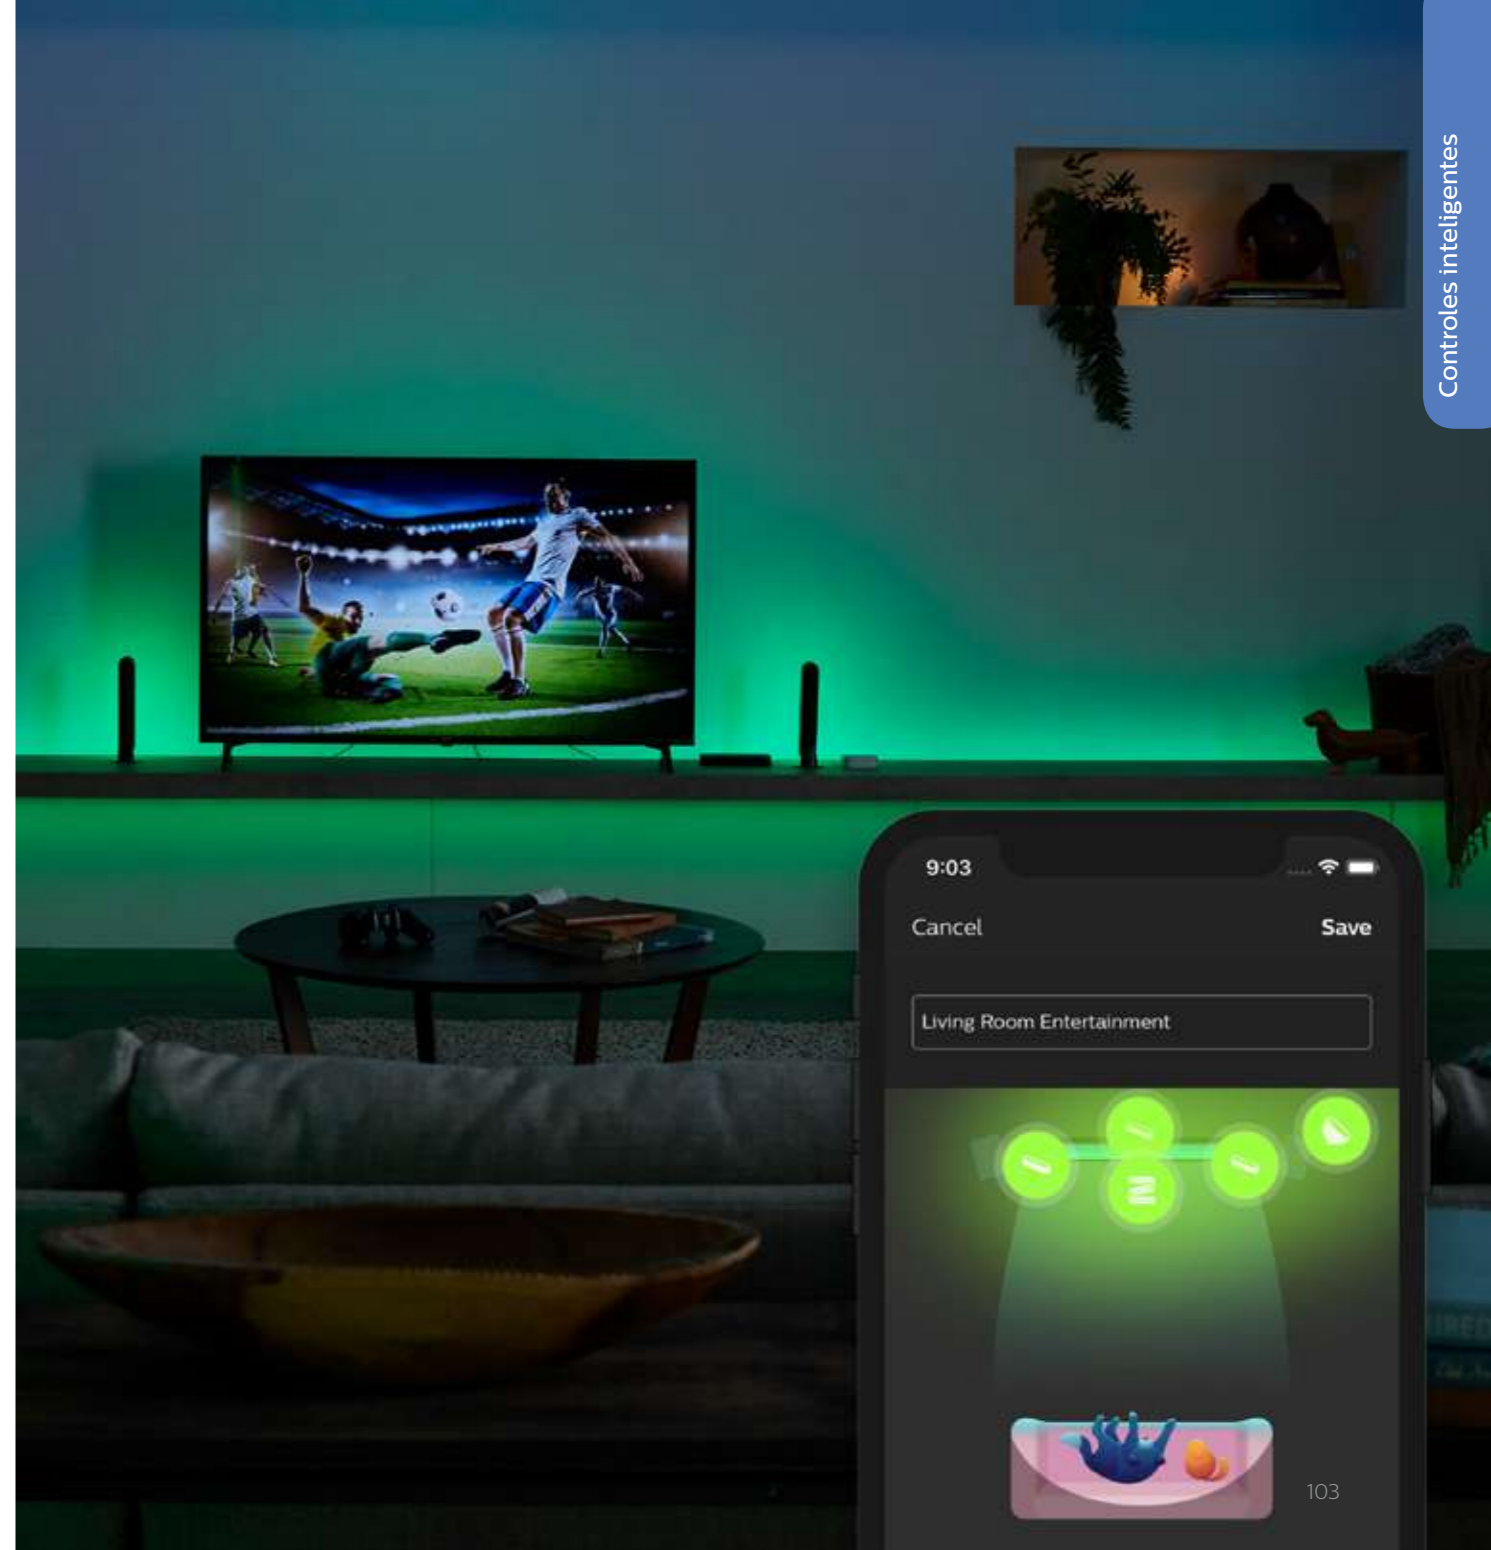 Controles inteligentes
9:03
Cancel
Save
Living Room Entertainment
103